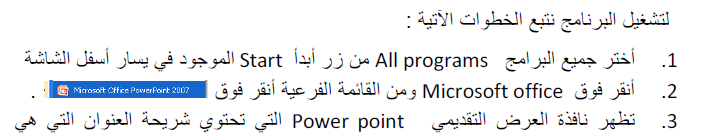 لتشغيل البرنامج نتبع الخطوات الآتية :
1. أختر جميع البرامج All programs من زر أبدأ Start الموجود في يسار أسفل الشاشة
2. أنقر فوق Microsoft office ومن القائمة الفرعية أنقر فوق Microsoft Office PowerPoint 2007 .
3. تظهر نافذة العرض التقديمي Power point التي تحتوي شريحة العنوان التي هي